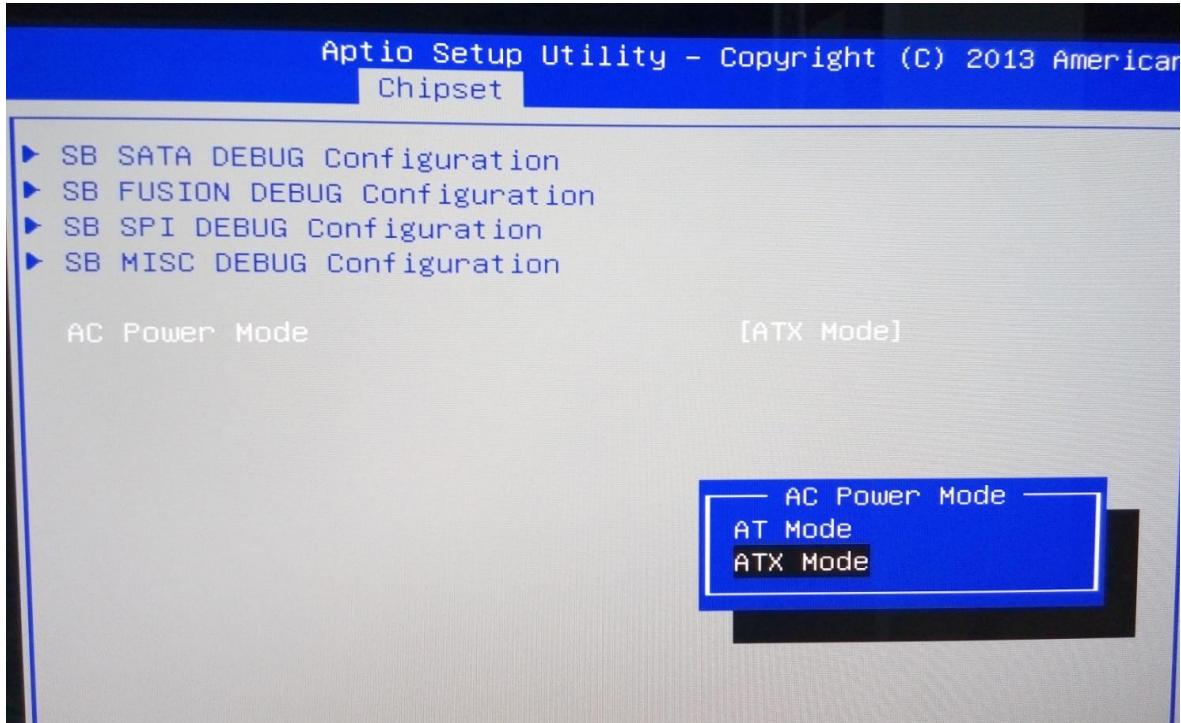 Aptio Setup Utility – Copyright (C) 2013 American
Chipset
SB SATA DEBUG Configuration
SB FUSION DEBUG Configuration
SB SPI DEBUG Configuration
SB MISC DEBUG Configuration
AC Power Mode [ATX Mode]
AC Power Mode
AT Mode
ATX Mode